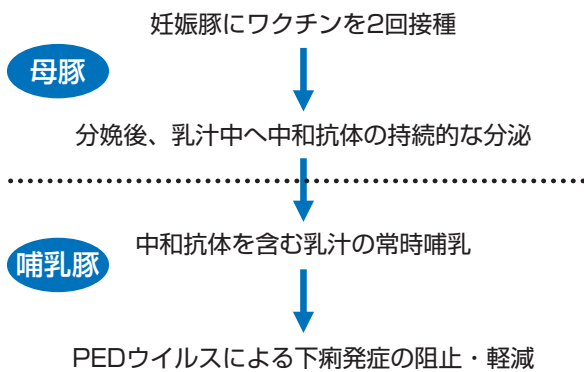 妊娠豚にワクチンを2回接種
母豚
分娩後、乳汁中へ中和抗体の持続的な分泌
中和抗体を含む乳汁の常時哺乳
哺乳豚
PEDウイルスによる下痢発症の阻止・軽減